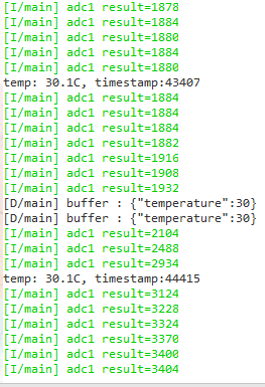 [I/main] adc1 result=1878
[I/main] adc1 result=1884
[I/main] adc1 result=1880
[I/main] adc1 result=1884
[I/main] adc1 result=1880
temp: 30.1C, timestamp:43407
[I/main] adc1 result=1884
[I/main] adc1 result=1884
[I/main] adc1 result=1884
[I/main] adc1 result=1882
[I/main] adc1 result=1916
[I/main] adc1 result=1908
[I/main] adc1 result=1932
[D/main] buffer : {"temperature":30}
[D/main] buffer : {"temperature":30}
[I/main] adc1 result=2104
[I/main] adc1 result=2488
[I/main] adc1 result=2934
temp: 30.1C, timestamp:44415
[I/main] adc1 result=3124
[I/main] adc1 result=3228
[I/main] adc1 result=3324
[I/main] adc1 result=3370
[I/main] adc1 result=3400
[I/main] adc1 result=3404